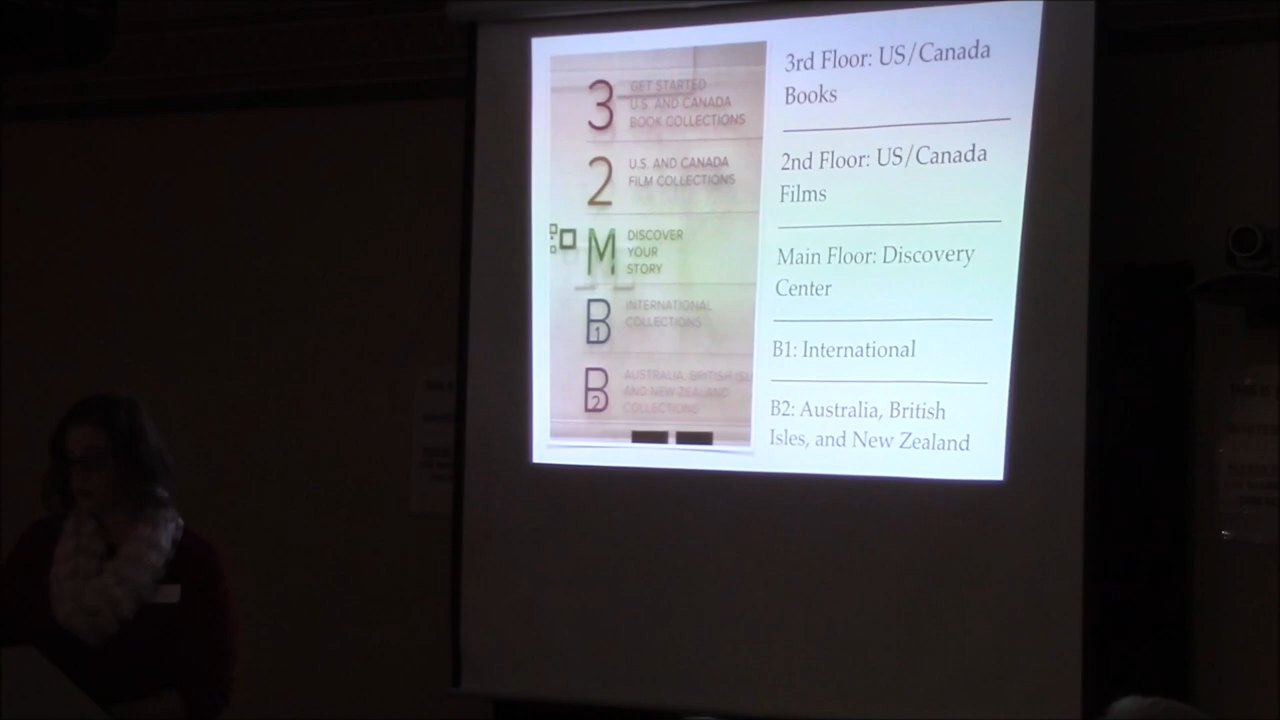 3
GET STARTED
U.S. AND CANADA
BOOK COLLECTIONS
2
U.S. AND CANADA
FILM COLLECTIONS
M
DISCOVER
YOUR
STORY
B1
INTERNATIONAL
COLLECTIONS
B2
AUSTRALIA, BRITISH
AND NEW ZEALAND
COLLECTIONS
3rd Floor: US/Canada
Books
2nd Floor: US/Canada
Films
Main Floor: Discovery
Center
B1: International
B2: Australia, British
Isles, and New Zealand